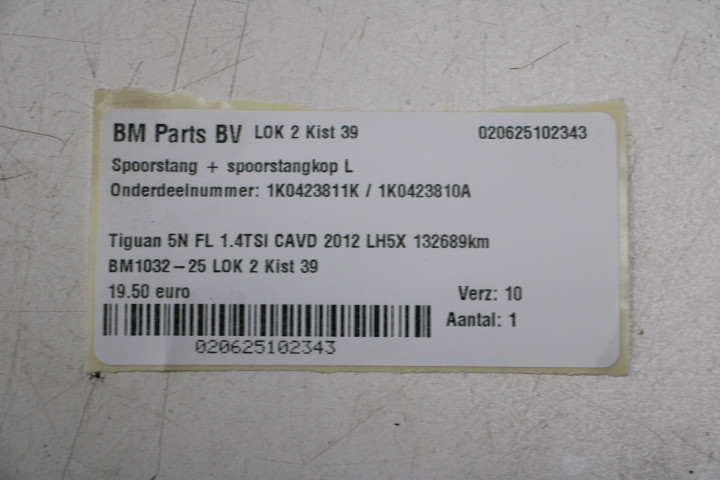 BM Parts BV LOK 2 Kist 39 020625102343
Spoorstang + spoorstangkop L
Onderdeelnummer: 1K0423811K / 1K0423810A
Tiguan 5N FL 1.4TSI CAVD 2012 LH5X 132689km
BM1032-25 LOK 2 Kist 39
19.50 euro Verz: 10
Aantal: 1
020625102343